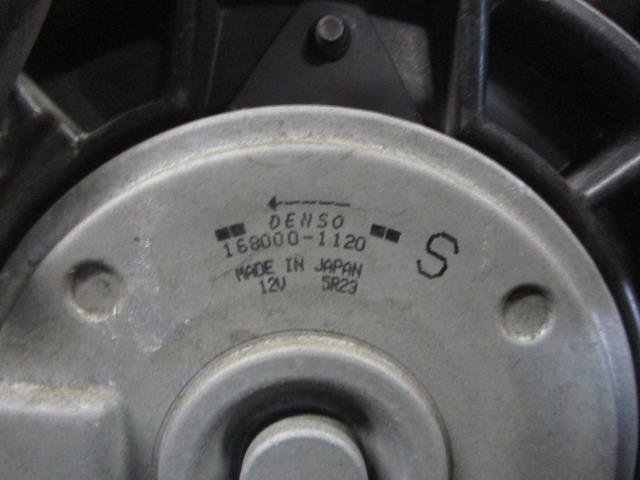 DENSO
168000-1120
S
MADE IN JAPAN
12V 5R23